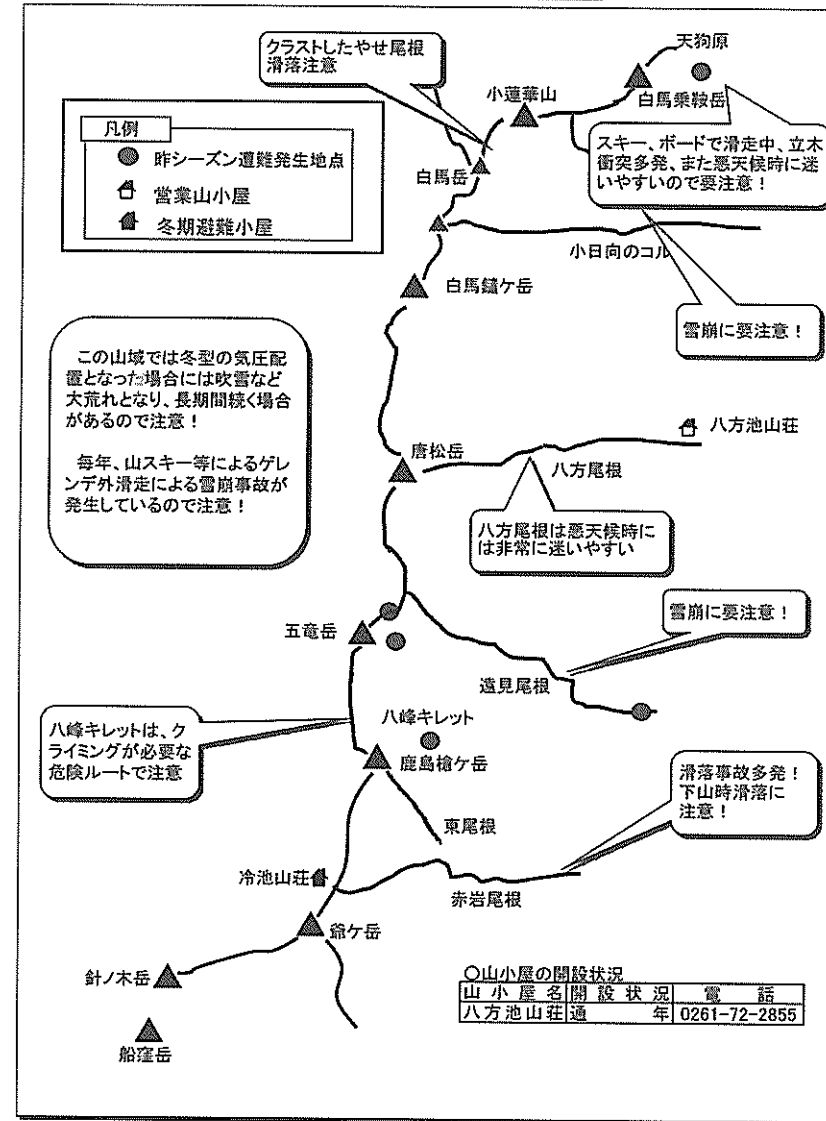 クラストしたやせ尾根
滑落注意
天狗原
小蓮華山
白馬乗鞍岳
凡例
昨シーズン遭難発生地点
営業山小屋
冬期避難小屋
スキー、ボードで滑走中、立木
衝突多発、また悪天候時に迷
いやすいので要注意！
白馬岳
小日向のコル
白馬鑓ケ岳
雪崩に要注意！
この山域では冬型の気圧配
置となった場合には吹雪など
大荒れとなり、長期間続く場合
があるので注意！
毎年、山スキー等によるゲレ
ンデ外滑走による雪崩事故が
発生しているので注意！
八方池山荘
唐松岳
八方尾根
八方尾根は悪天候時に
は非常に迷いやすい
雪崩に要注意！
五竜岳
遠見尾根
八峰キレット
八峰キレットは、ク
ライミングが必要な
危険ルートで注意
鹿島槍ケ岳
滑落事故多発！
下山時滑落に
注意！
東尾根
冷池山荘
赤岩尾根
爺ケ岳
針ノ木岳
船窪岳
○山小屋の開設状況
山小屋名 開設状況 電話
八方池山荘 通年 0261-72-2855